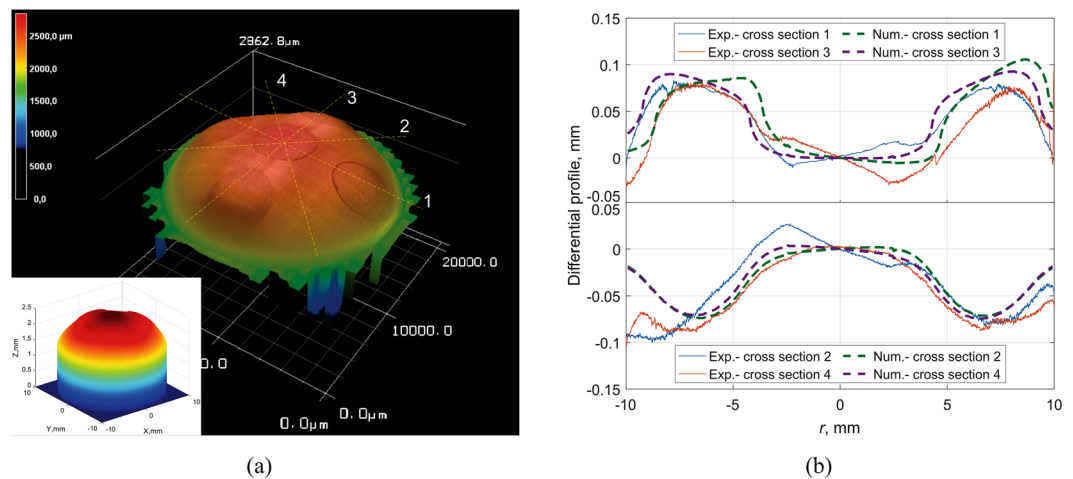 2862.8µm
2500,0 µm
2000,0
1500,0
1000,0
500,0
0,0
4
3
2
1
20000.0
10000.0
0.0
0.0µm
0.0µm
2.5
2
1.5
1
0.5
0
Z,mm
10
0
-10
Y,mm
-10
0
10
X,mm
(a)
0.15
0.1
0.05
0
-0.05
0.05
0
-0.05
-0.1
-0.15
Differential profile, mm
Exp.- cross section 1
Num.- cross section 1
Exp.- cross section 3
Num.- cross section 3
Exp.- cross section 2
Num.- cross section 2
Exp.- cross section 4
Num.- cross section 4
-10
-5
0
5
10
r, mm
(b)